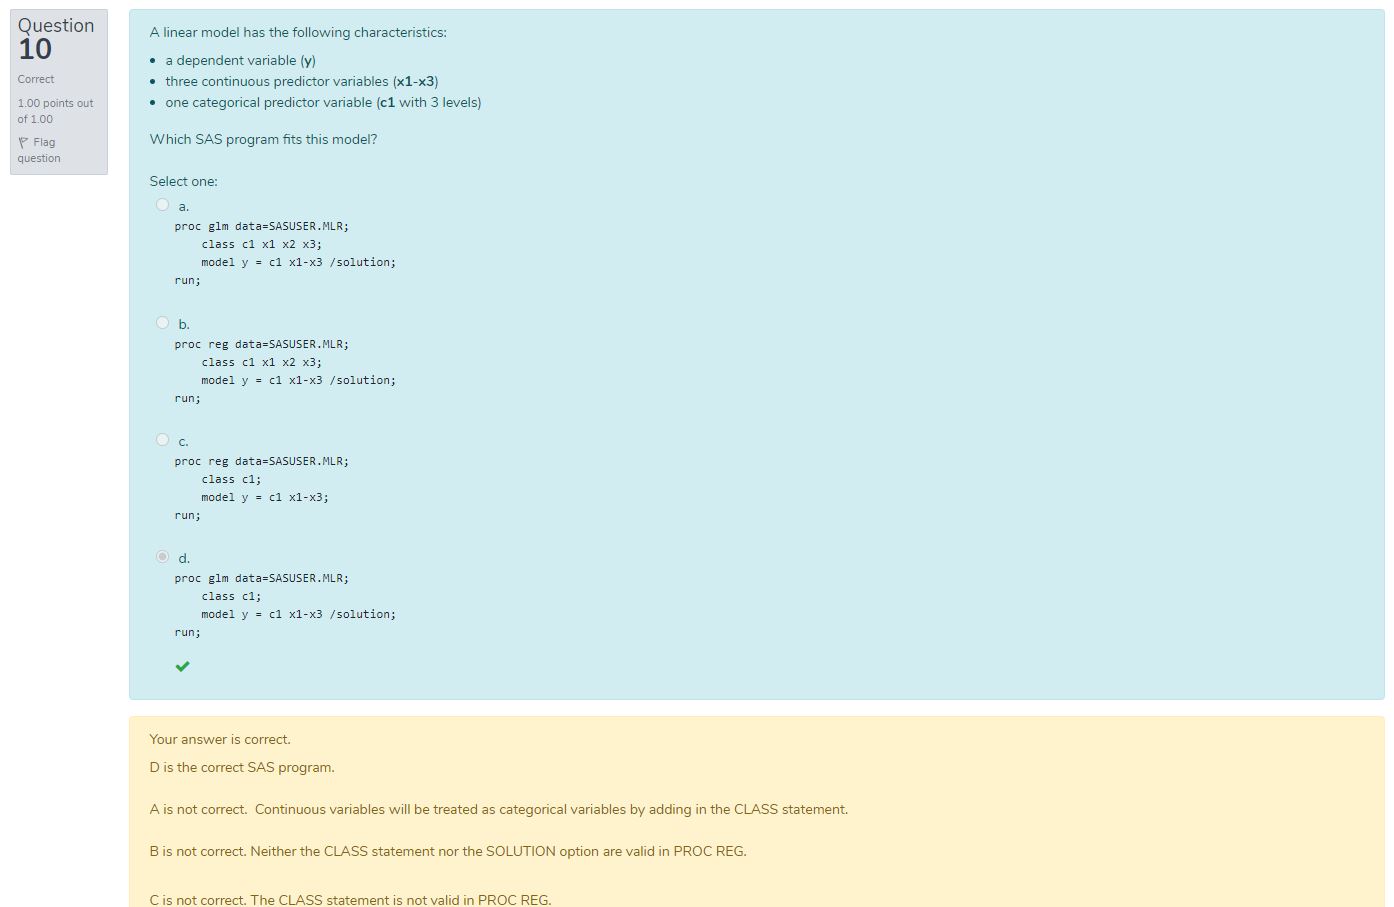 Question
10
Correct
1.00 points out
of 1.00
Flag
question
A linear model has the following characteristics:
• a dependent variable (y)
• three continuous predictor variables (x1-x3)
• one categorical predictor variable (c1 with 3 levels)
Which SAS program fits this model?
Select one:
a.
proc glm data=SASUSER.MLR;
    class c1 x1 x2 x3;
    model y = c1 x1-x3 /solution;
run;
b.
proc reg data=SASUSER.MLR;
    class c1 x1 x2 x3;
    model y = c1 x1-x3 /solution;
run;
c.
proc reg data=SASUSER.MLR;
    class c1;
    model y = c1 x1-x3;
run;
d.
proc glm data=SASUSER.MLR;
    class c1;
    model y = c1 x1-x3 /solution;
run;
Your answer is correct.
D is the correct SAS program.
A is not correct.  Continuous variables will be treated as categorical variables by adding in the CLASS statement.
B is not correct. Neither the CLASS statement nor the SOLUTION option are valid in PROC REG.
C is not correct. The CLASS statement is not valid in PROC REG.